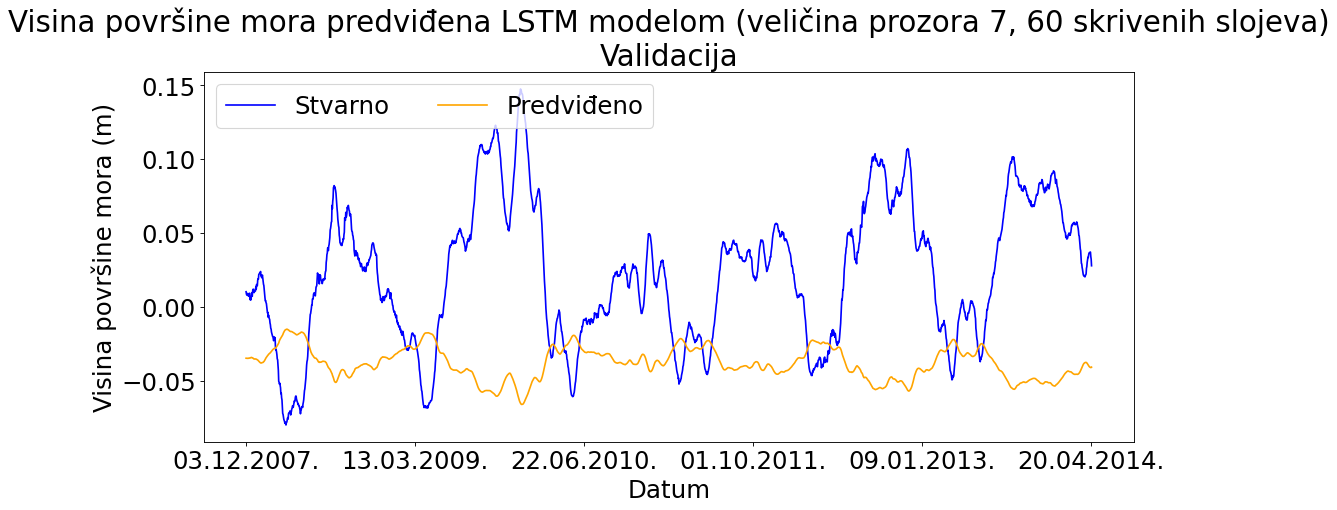 Visina površine mora predviđena LSTM modelom (veličina prozora 7, 60 skrivenih slojeva)
Validacija
Stvarno Predviđeno
Visina površine mora (m)
0.15
0.10
0.05
0.00
−0.05
03.12.2007. 13.03.2009. 22.06.2010. 01.10.2011. 09.01.2013. 20.04.2014.
Datum